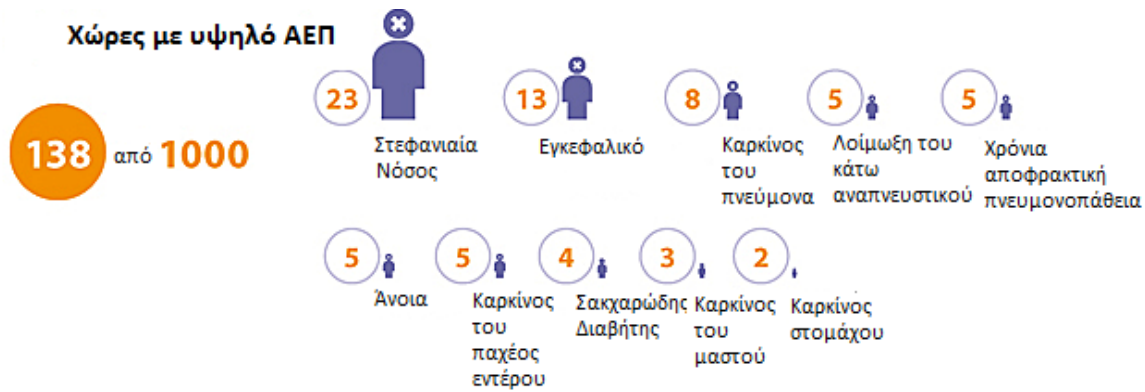 Χώρες με υψηλό ΑΕΠ
138 από 1000
23
Στεφανιαία
Νόσος
13
Εγκεφαλικό
8
Καρκίνος
του
πνεύμονα
5
Λοίμωξη του
κάτω
αναπνευστικού
5
Χρόνια
αποφρακτική
πνευμονοπάθεια
5
Άνοια
5
Καρκίνος
του
παχέος
εντέρου
4
Σακχαρώδης
Διαβήτης
3
Καρκίνος
του
μαστού
2
Καρκίνος
στομάχου